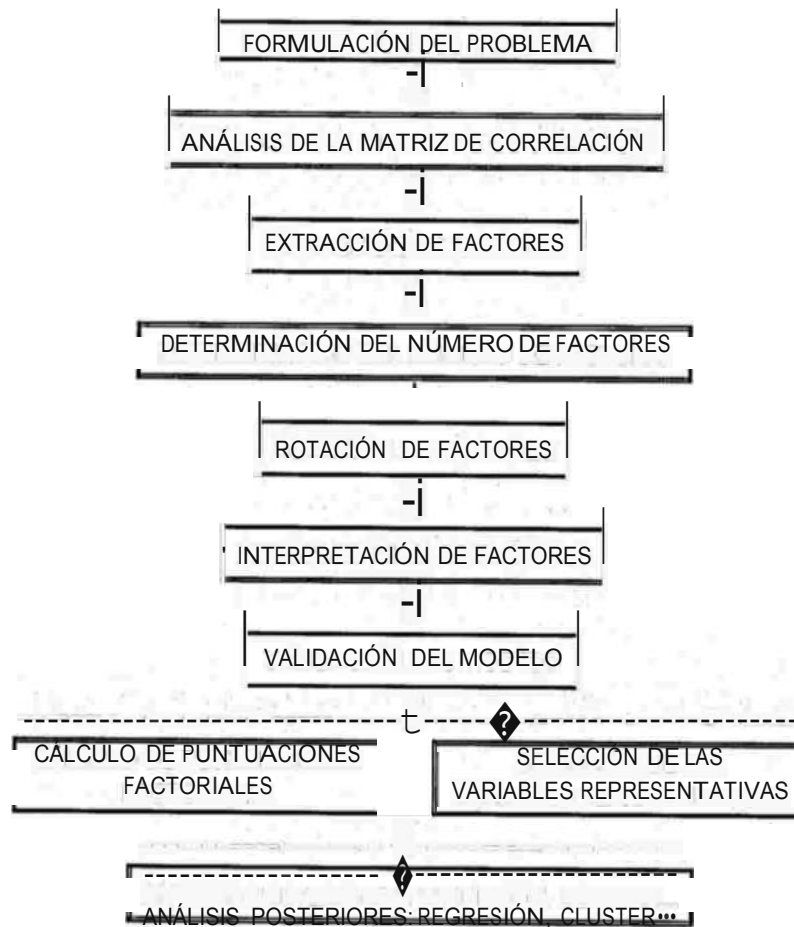 FORMULACIÓN DEL PROBLEMA
ANÁLISIS DE LA MATRIZ DE CORRELACIÓN
EXTRACCIÓN DE FACTORES
DETERMINACIÓN DEL NÚMERO DE FACTORES
ROTACIÓN DE FACTORES
INTERPRETACIÓN DE FACTORES
VALIDACIÓN DEL MODELO
CÁLCULO DE PUNTUACIONES
FACTORIALES
SELECCIÓN DE LAS
VARIABLES REPRESENTATIVAS
ANÁLISIS POSTERIORES: REGRESIÓN, CLUSTER...